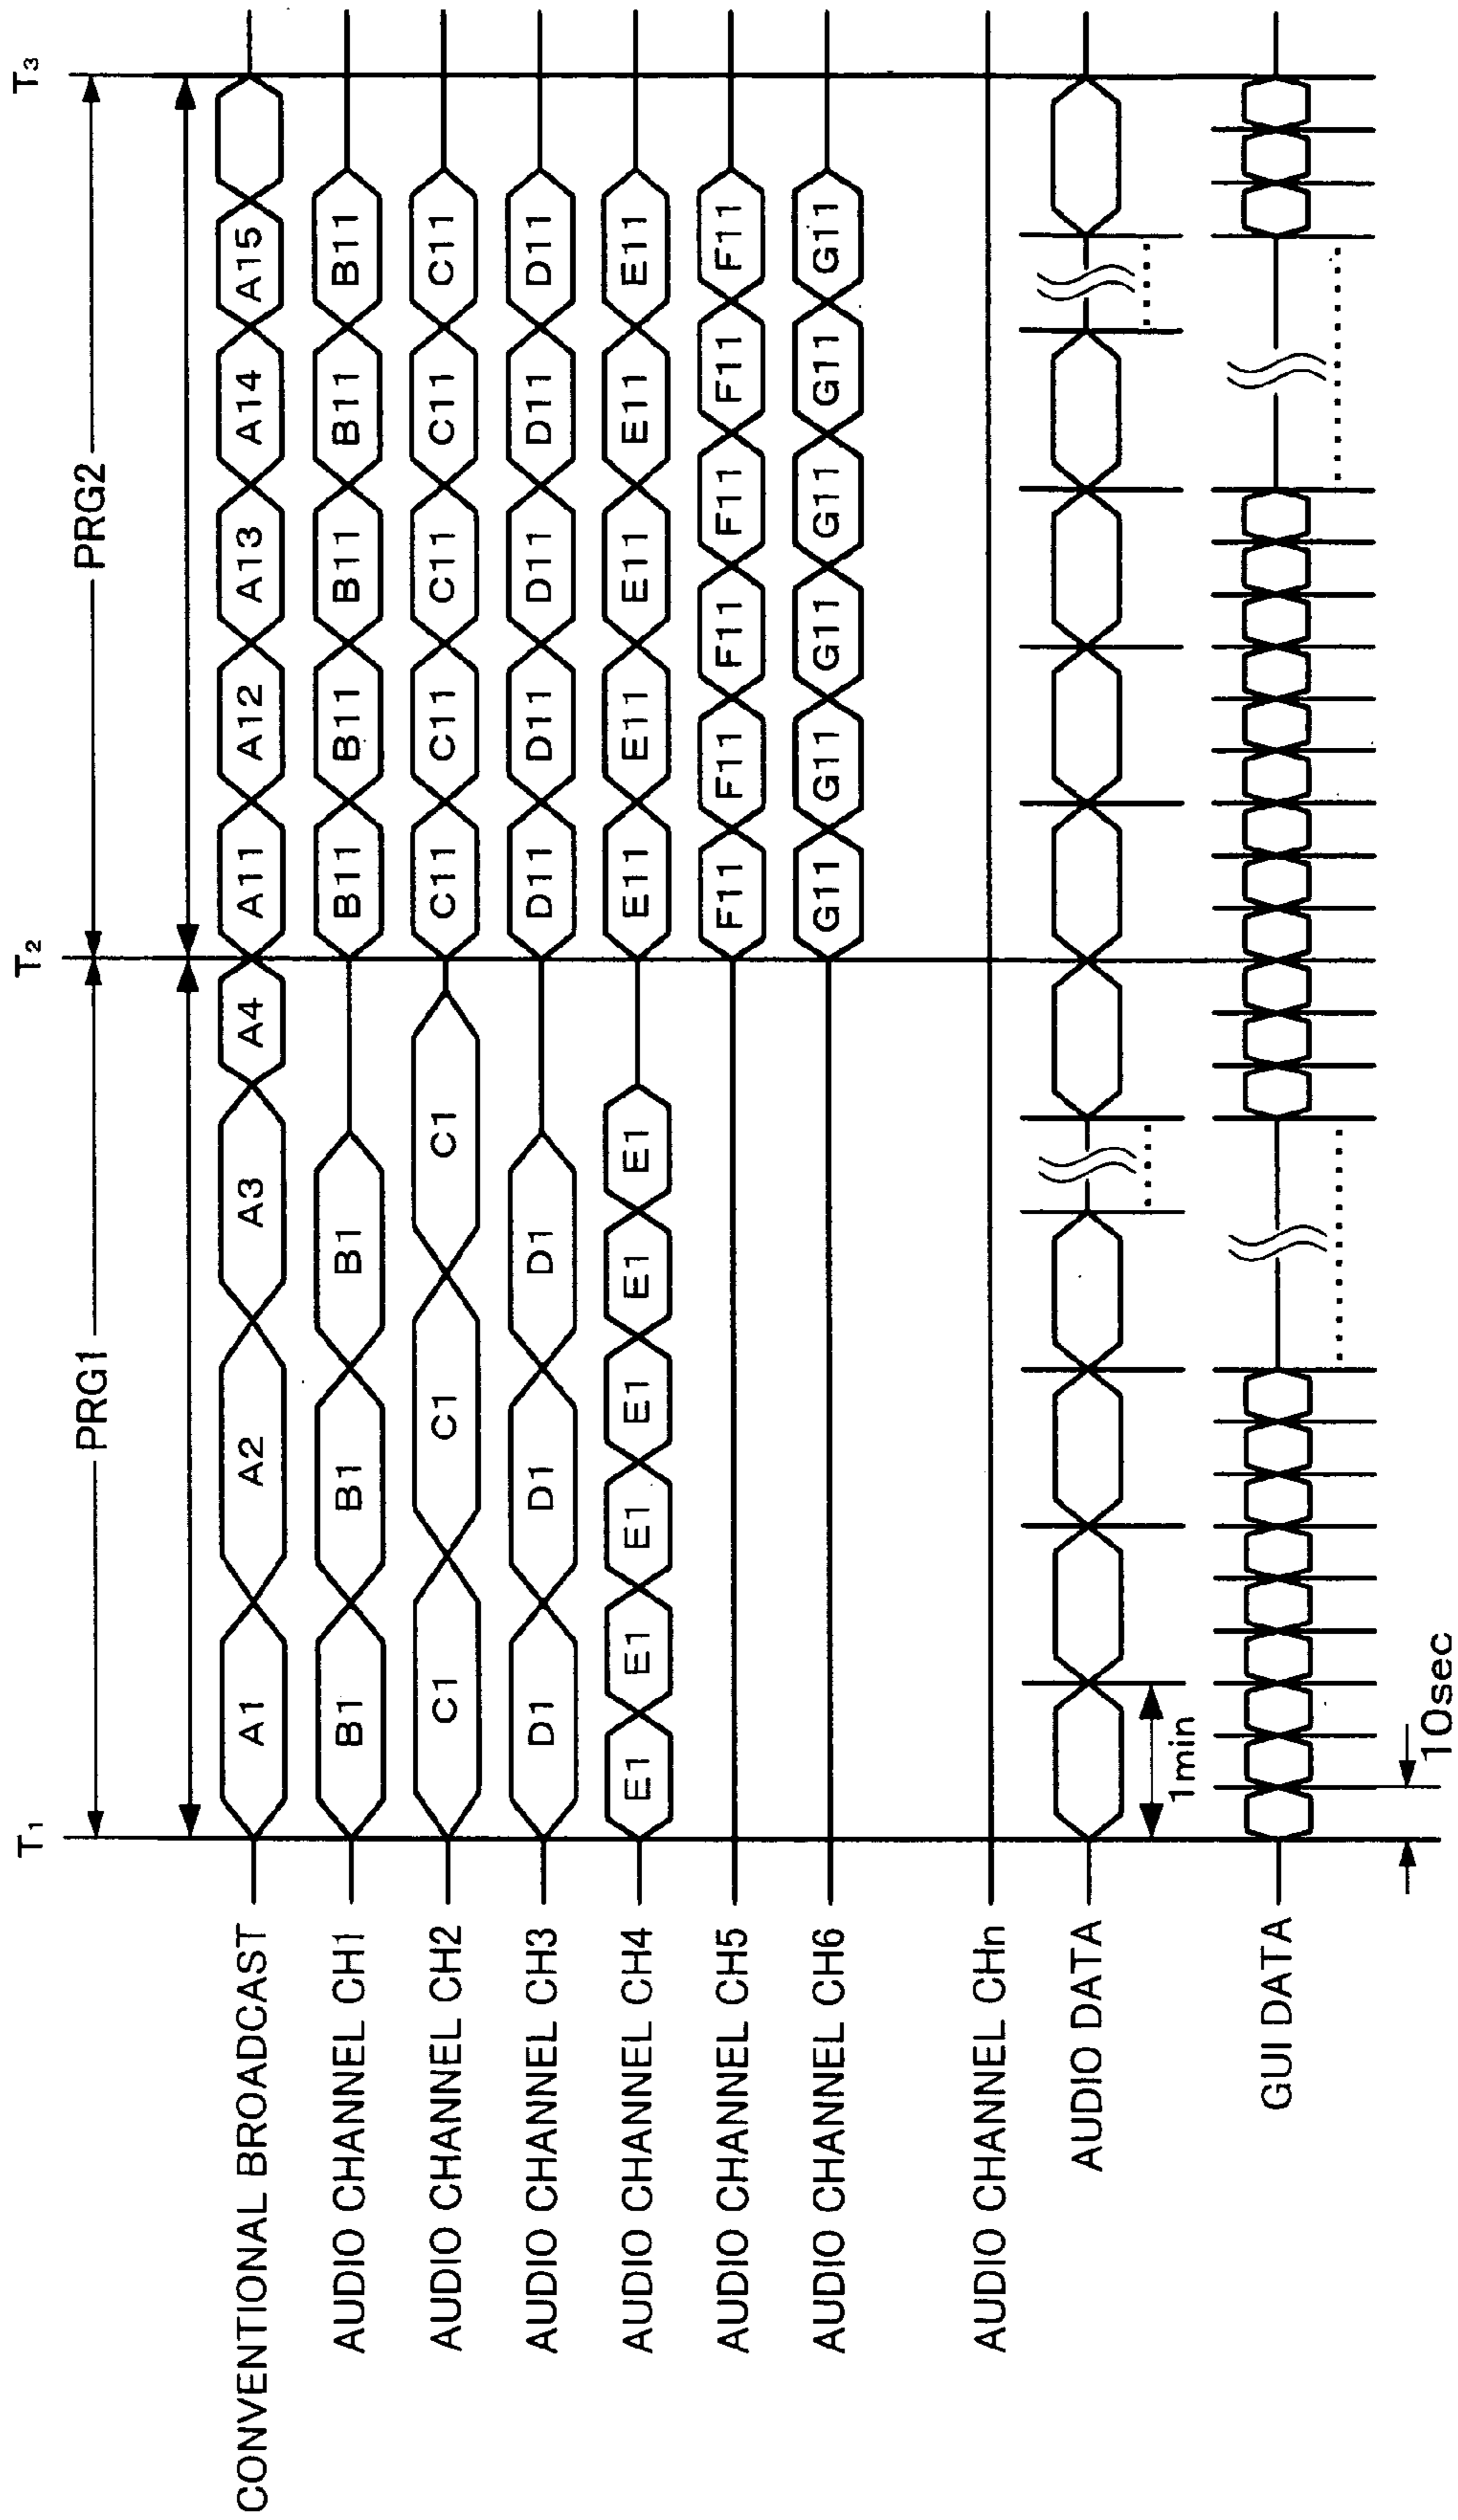 T1 T2 T3
PRG1 PRG2
CONVENTIONAL BROADCAST A1 A2 A3 A4 A11 A12 A13 A14 A15
AUDIO CHANNEL CH1 B1 B1 B1 B11 B11 B11 B11 B11
AUDIO CHANNEL CH2 C1 C1 C1 C11 C11 C11 C11 C11
AUDIO CHANNEL CH3 D1 D1 D1 D11 D11 D11 D11 D11
AUDIO CHANNEL CH4 E1 E1 E1 E1 E1 E1 E11 E11 E11 E11 E11
AUDIO CHANNEL CH5 F11 F11 F11 F11 F11 F11
AUDIO CHANNEL CH6 G11 G11 G11 G11 G11 G11
AUDIO CHANNEL CHn
AUDIO DATA
1min
GUI DATA
10sec